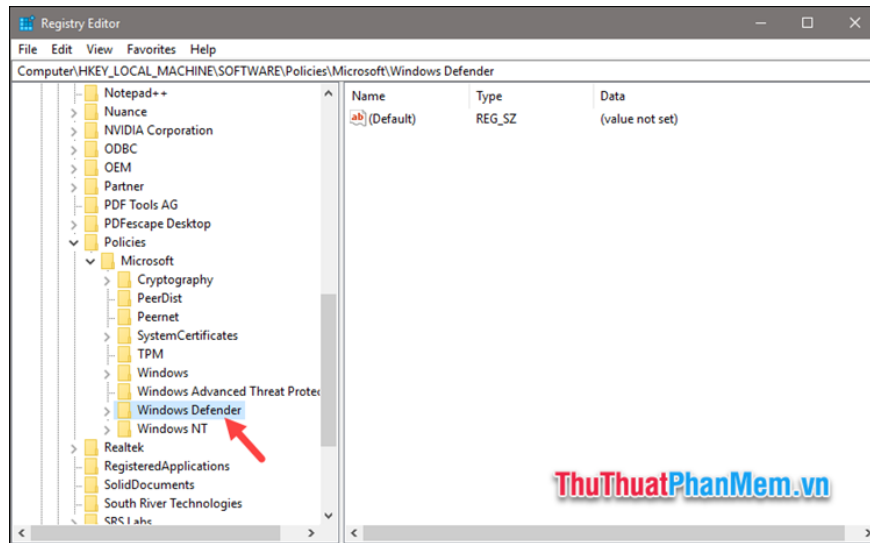 Registry Editor
File Edit View Favorites Help
Computer\HKEY_LOCAL_MACHINE\SOFTWARE\Policies\Microsoft\Windows Defender
Notepad++
Nuance
NVIDIA Corporation
ODBC
OEM
Partner
PDF Tools AG
PDFescape Desktop
Policies
Microsoft
Cryptography
PeerDist
Peernet
SystemCertificates
TPM
Windows
Windows Advanced Threat Protec
Windows Defender
Windows NT
Realtek
RegisteredApplications
SolidDocuments
South River Technologies
SRS Labs
Name Type Data
ab (Default) REG_SZ (value not set)
ThuThuatPhanMem.vn